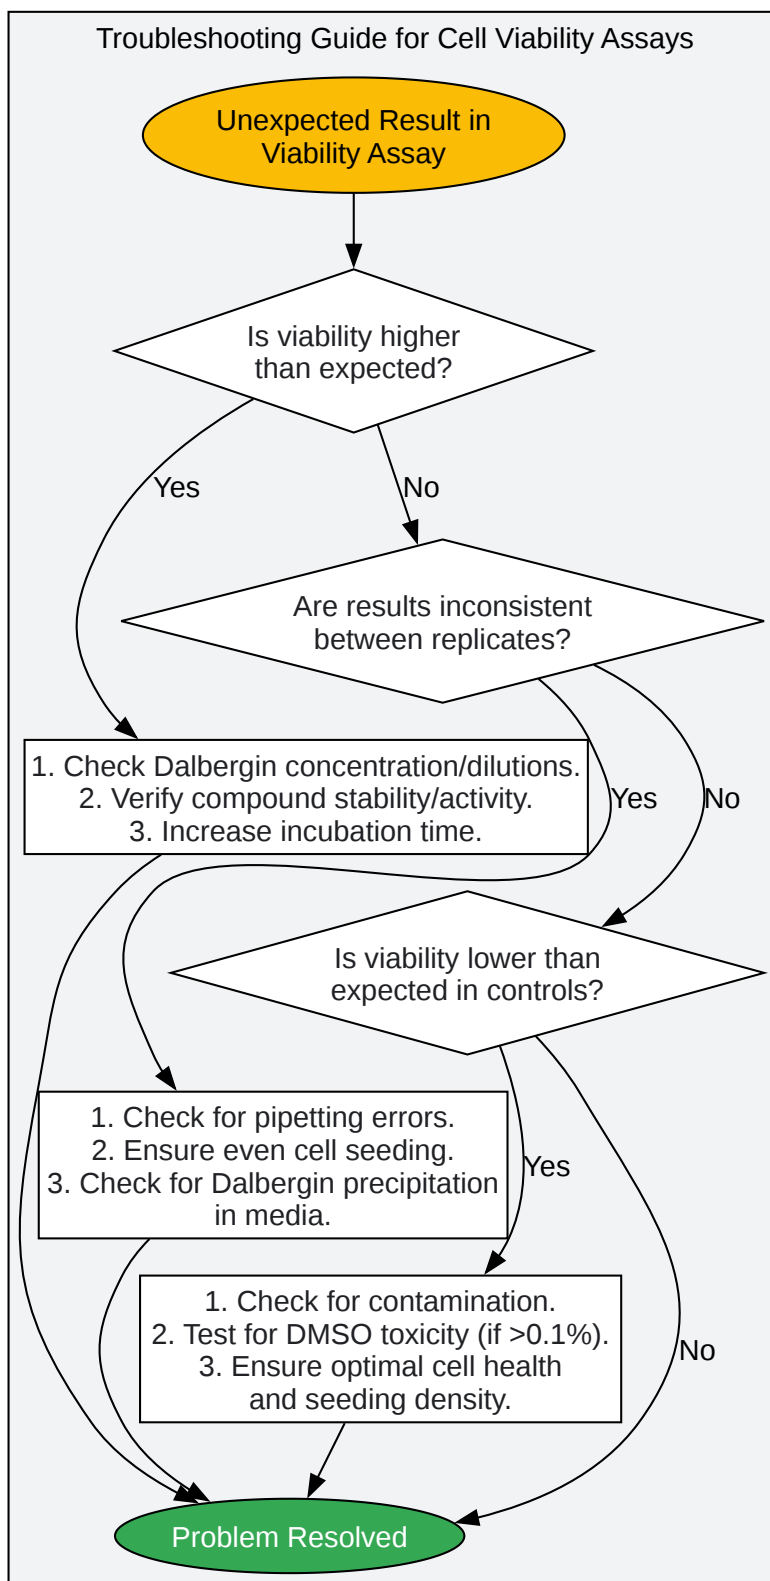 Troubleshooting Guide for Cell Viability Assays
Unexpected Result in
Viability Assay
Is viability higher
than expected?
Yes
No
Are results inconsistent
between replicates?
1. Check Dalbergin concentration/dilutions.
2. Verify compound stability/activity.
3. Increase incubation time.
Yes
No
Is viability lower than
expected in controls?
1. Check for pipetting errors.
2. Ensure even cell seeding.
3. Check for Dalbergin precipitation
in media.
Yes
1. Check for contamination.
2. Test for DMSO toxicity (if >0.1%).
3. Ensure optimal cell health
and seeding density.
No
Problem Resolved